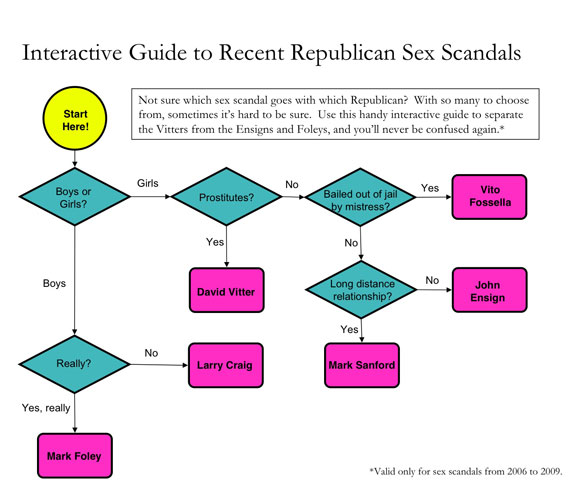 Interactive Guide to Recent Republican Sex Scandals
Start
Here!
Not sure which sex scandal goes with which Republican? With so many to choose
from, sometimes it's hard to be sure. Use this handy interactive guide to separate
the Vitters from the Ensigns and Foleys, and you'll never be confused again.*
Boys or
Girls?
Girls
Prostitutes?
No
Bailed out of jail
by mistress?
Yes
Vito
Fossella
Yes
No
Boys
David Vitter
Long distance
relationship?
No
John
Ensign
Yes
Really?
No
Larry Craig
Mark Sanford
Yes, really
Mark Foley
*Valid only for sex scandals from 2006 to 2009.